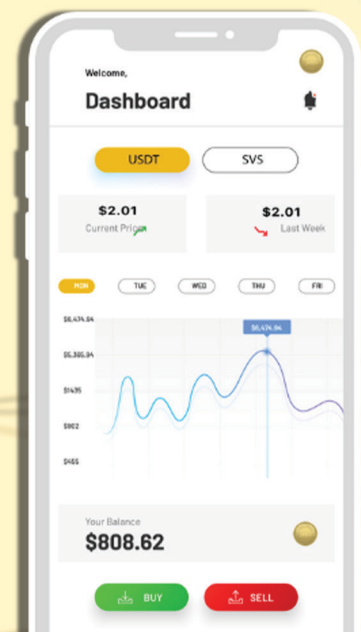 Welcome,
Dashboard
USDT SVS
$2.01 $2.01
Current Price Last Week
MON TUE WED THU FRI
$6,474.94
$6,474.94
$5,385.94
$1435
$902
$455
Your Balance
$808.62
BUY SELL